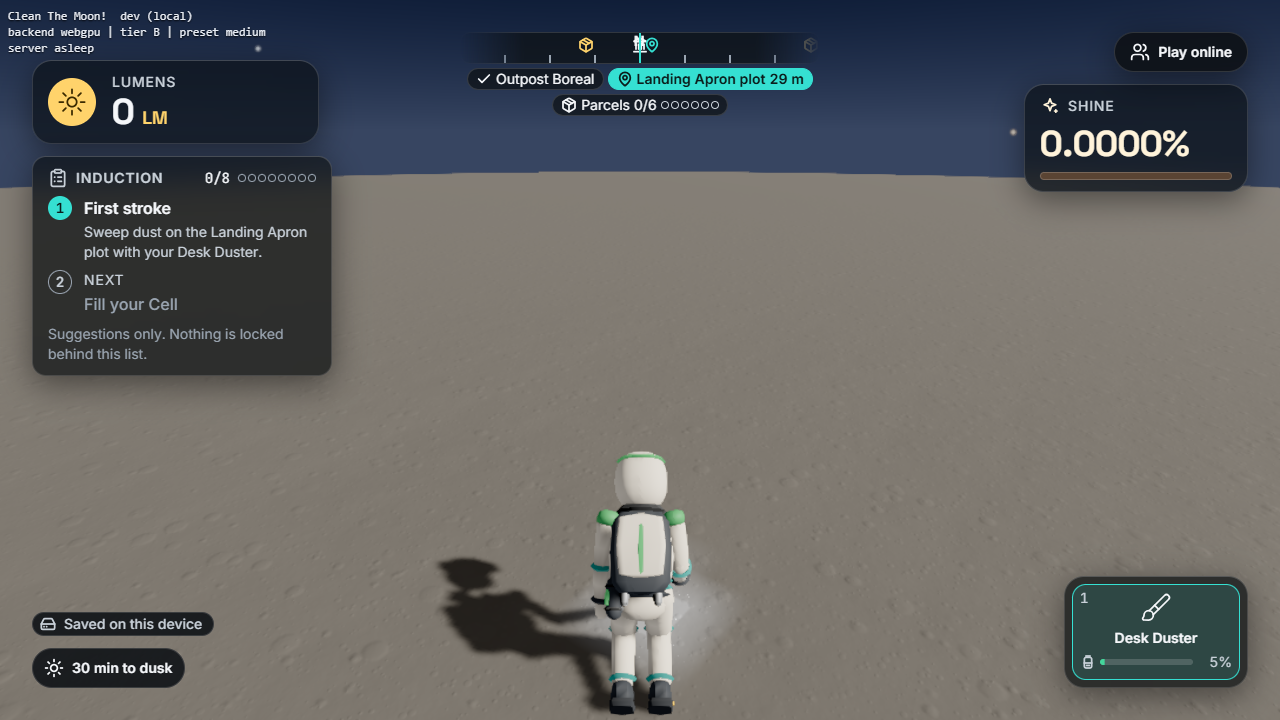 Clean The Moon! dev (local)
backend webgpu | tier B | preset medium
server asleep
LUMENS
0 LM
INDUCTION 0/8
1 First stroke
Sweep dust on the Landing Apron
plot with your Desk Duster.
2 NEXT
Fill your Cell
Suggestions only. Nothing is locked
behind this list.
Outpost Boreal
Landing Apron plot 29 m
Parcels 0/6
Play online
SHINE
0.0000%
Saved on this device
30 min to dusk
1
Desk Duster
5%